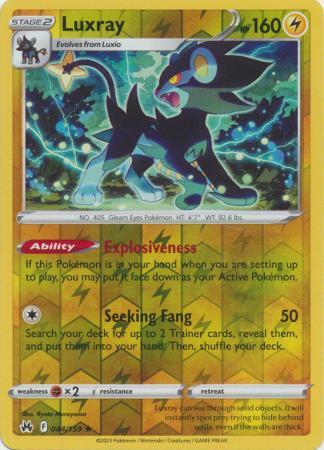 STAGE 2
Luxray
HP 160
Evolves from Luxio
NO. 405 Gleam Eyes Pokémon HT: 4'7" WT: 92.6 lbs.
Ability Explosiveness
If this Pokémon is in your hand when you are setting up
to play, you may put it face down as your Active Pokémon.
Seeking Fang 50
Search your deck for up to 2 Trainer cards, reveal them,
and put them into your hand. Then, shuffle your deck.
weakness ×2 resistance retreat
Illus. Ryota Murayama
F 044/159 ★
Luxray can see through solid objects. It will
instantly spot prey trying to hide behind
walls, even if the walls are thick.
©2023 Pokémon / Nintendo / Creatures / GAME FREAK